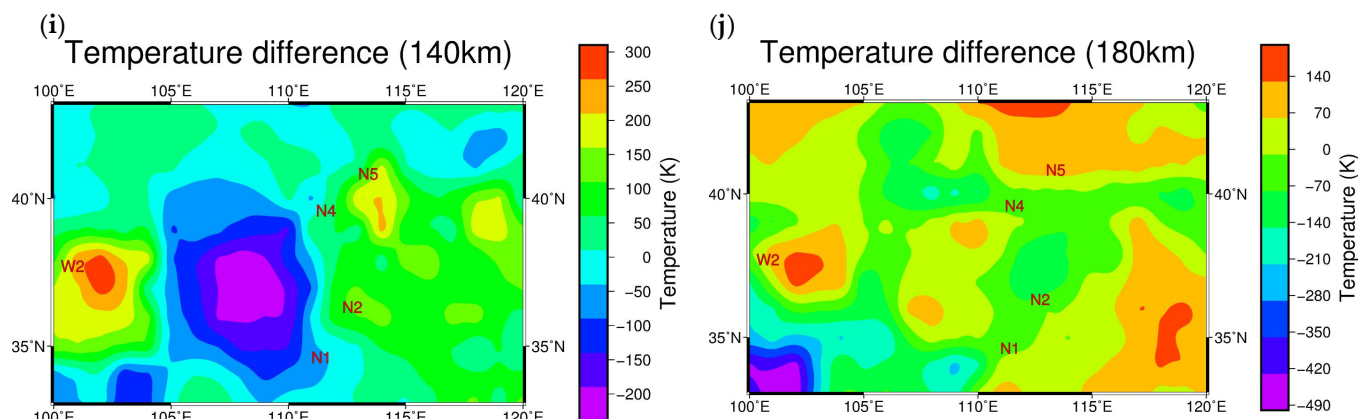 (i)
Temperature difference (140km)
100˚E 105˚E 110˚E 115˚E 120˚E
40˚N 40˚N
35˚N 35˚N
100˚E 105˚E 110˚E 115˚E 120˚E
N5
N4
W2
N2
N1
300
250
200
150
100
50
0
−50
−100
−150
−200
Temperature (K)
(j)
Temperature difference (180km)
100˚E 105˚E 110˚E 115˚E 120˚E
40˚N 40˚N
35˚N 35˚N
100˚E 105˚E 110˚E 115˚E 120˚E
N5
N4
W2
N2
N1
140
70
0
−70
−140
−210
−280
−350
−420
−490
Temperature (K)